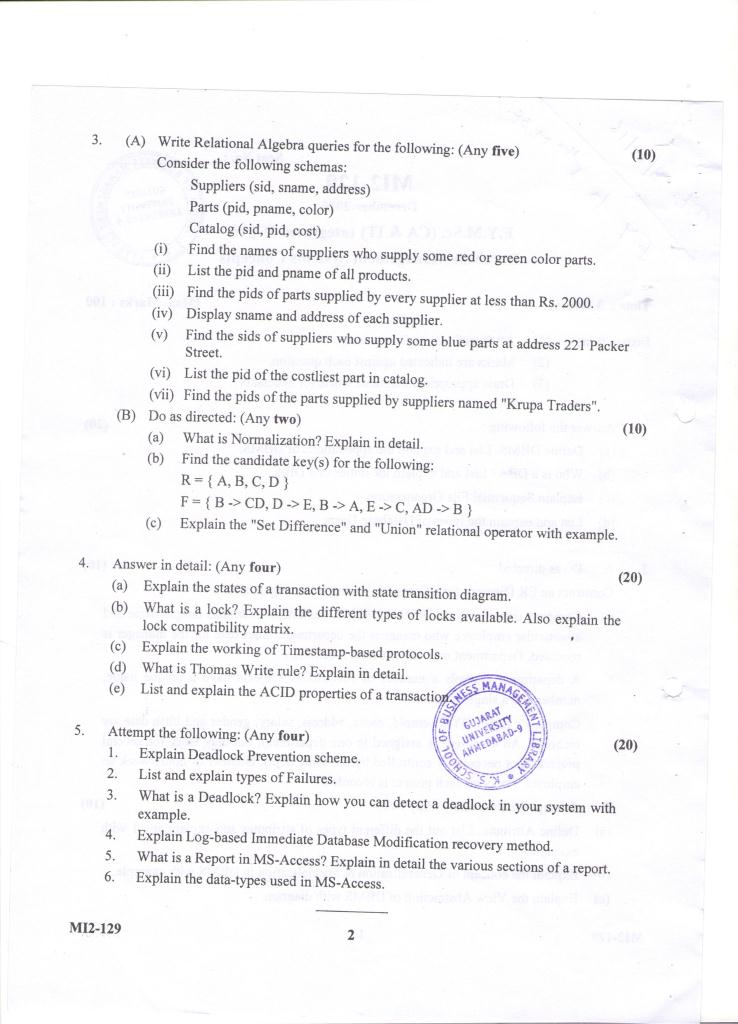 3. (A) Write Relational Algebra queries for the following: (Any five) (10)
Consider the following schemas:
Suppliers (sid, sname, address)
Parts (pid, pname, color)
Catalog (sid, pid, cost)
(i) Find the names of suppliers who supply some red or green color parts.
(ii) List the pid and pname of all products.
(iii) Find the pids of parts supplied by every supplier at less than Rs. 2000.
(iv) Display sname and address of each supplier.
(v) Find the sids of suppliers who supply some blue parts at address 221 Packer
Street.
(vi) List the pid of the costliest part in catalog.
(vii) Find the pids of the parts supplied by suppliers named "Krupa Traders".
(B) Do as directed: (Any two) (10)
(a) What is Normalization? Explain in detail.
(b) Find the candidate key(s) for the following:
R = { A, B, C, D }
F = { B -> CD, D -> E, B -> A, E -> C, AD -> B }
(c) Explain the "Set Difference" and "Union" relational operator with example.
4. Answer in detail: (Any four) (20)
(a) Explain the states of a transaction with state transition diagram.
(b) What is a lock? Explain the different types of locks available. Also explain the
lock compatibility matrix.
(c) Explain the working of Timestamp-based protocols.
(d) What is Thomas Write rule? Explain in detail.
(e) List and explain the ACID properties of a transaction.
K. S. SCHOOL OF BUSINESS MANAGEMENT LIBRARY
GUJARAT
UNIVERSITY
AHMEDABAD-9
5. Attempt the following: (Any four) (20)
1. Explain Deadlock Prevention scheme.
2. List and explain types of Failures.
3. What is a Deadlock? Explain how you can detect a deadlock in your system with
example.
4. Explain Log-based Immediate Database Modification recovery method.
5. What is a Report in MS-Access? Explain in detail the various sections of a report.
6. Explain the data-types used in MS-Access.
MI2-129
2